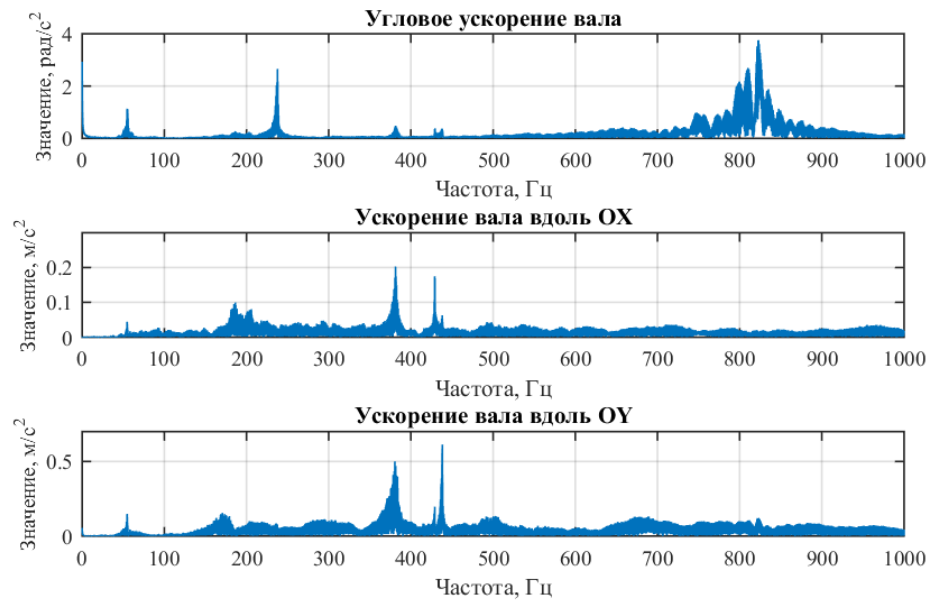 Угловое ускорение вала
Значение, рад/с²
4
2
0
0 100 200 300 400 500 600 700 800 900 1000
Частота, Гц
Ускорение вала вдоль OX
Значение, м/с²
0.2
0.1
0
0 100 200 300 400 500 600 700 800 900 1000
Частота, Гц
Ускорение вала вдоль OY
Значение, м/с²
0.5
0
0 100 200 300 400 500 600 700 800 900 1000
Частота, Гц